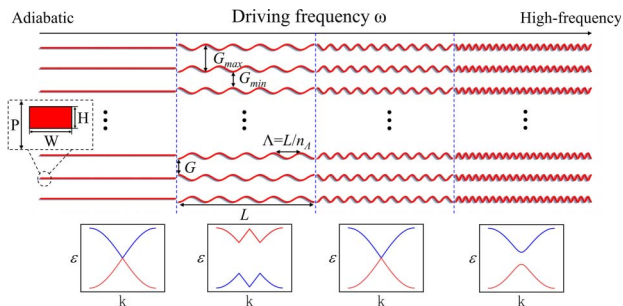 Adiabatic
Driving frequency ω
High-frequency
G_max
G_min
P
H
W
Λ=L/n_Λ
G
L
ε
k
ε
k
ε
k
ε
k